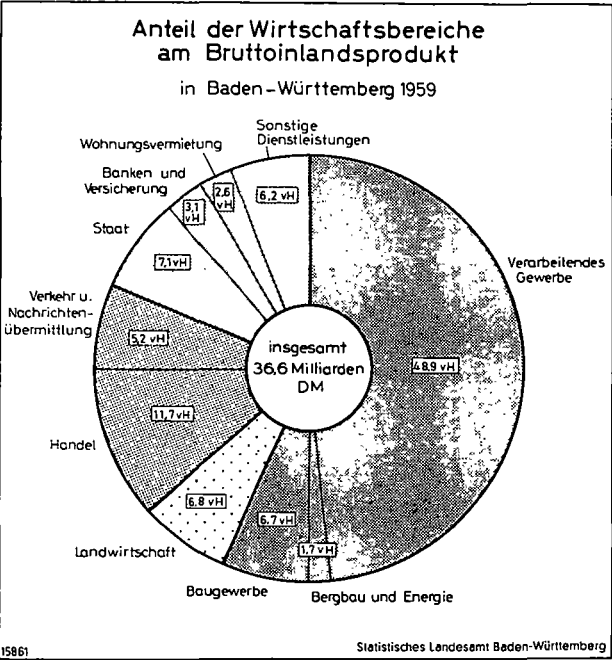 Anteil der Wirtschaftsbereiche
am Bruttoinlandsprodukt
in Baden-Württemberg 1959
Sonstige
Dienstleistungen
Wohnungsvermietung
Banken und
Versicherung
Staat
Verkehr u.
Nachrichten-
übermittlung
Handel
Landwirtschaft
Baugewerbe
Bergbau und Energie
Verarbeitendes
Gewerbe
6,2 vH
2,6
vH
3,1
vH
7,1 vH
5,2 vH
11,7 vH
6,8 vH
6,7 vH
1,7 vH
48,9 vH
insgesamt
36,6 Milliarden
DM
15861
Statistisches Landesamt Baden-Württemberg